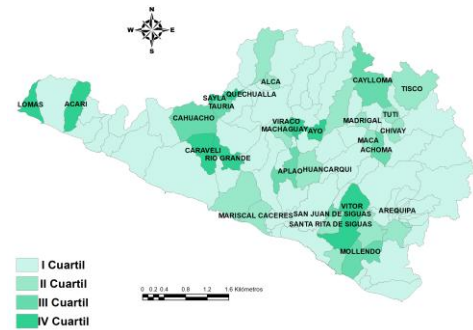 N
W E
S
ALCA
CAYLLOMA
TISCO
LOMAS
ACARI
SAYLA
QUECHUALLA
TAURIA
CAHUACHO
VIRACO
MACHAGUAY
AYO
MADRIGAL
TUTI
CHIVAY
MACA
ACHOMA
CARAVELI
RIO GRANDE
APLAO
HUANCARQUI
VITOR
AREQUIPA
MARISCAL CACERES
SAN JUAN DE SIGUAS
SANTA RITA DE SIGUAS
MOLLENDO
I Cuartil
II Cuartil
III Cuartil
IV Cuartil
0 0.2 0.4 0.8 1.2 1.6 Kilómetros